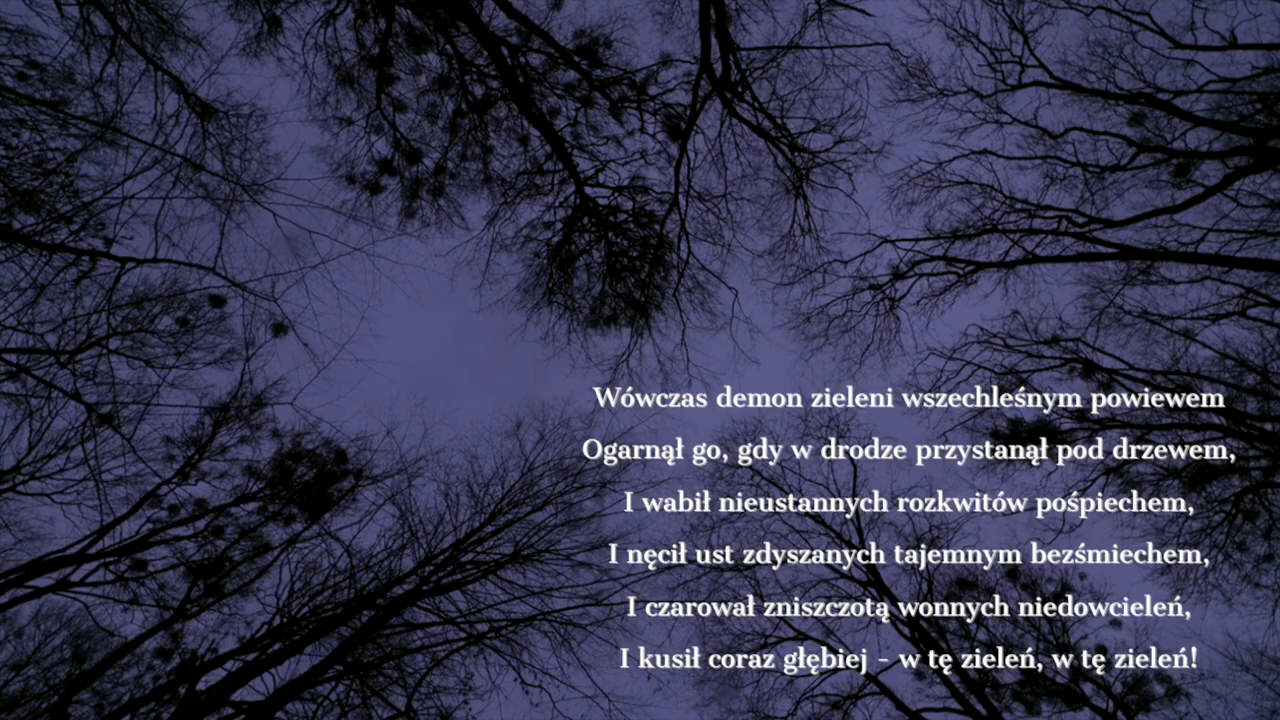 Wówczas demon zieleni wszechleśnym powiewem
Ogarnął go, gdy w drodze przystanął pod drzewem,
I wabił nieustannych rozkwitów pośpiechem,
I nęcił ust zdyszanych tajemnym bezśmiechem,
I czarował zniszczotą wonnych niedowcieleń,
I kusił coraz głębiej - w tę zieleń, w tę zieleń!